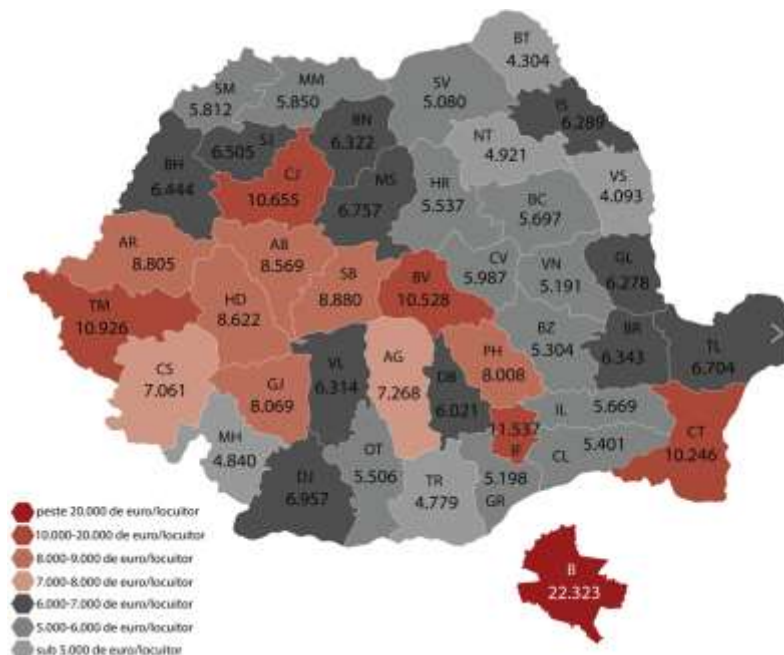 BT
4.304
SM
5.812
MM
5.850
SV
5.080
IS
6.289
BN
6.322
SJ
6.505
NT
4.921
BH
6.444
CJ
10.655
MS
6.757
HR
5.537
VS
4.093
BC
5.697
AR
8.805
AB
8.569
SB
8.880
BV
10.528
CV
5.987
VN
5.191
GL
6.278
TM
10.926
HD
8.622
BZ
5.304
BR
6.343
TL
6.704
CS
7.061
GJ
8.069
VL
6.314
AG
7.268
DB
6.021
PH
8.008
11.537
IF
IL
5.669
CT
10.246
MH
4.840
DJ
6.957
OT
5.506
TR
4.779
5.198
GR
5.401
CL
B
22.323
peste 20.000 de euro/locuitor
10.000-20.000 de euro/locuitor
8.000-9.000 de euro/locuitor
7.000-8.000 de euro/locuitor
6.000-7.000 de euro/locuitor
5.000-6.000 de euro/locuitor
sub 5.000 de euro/locuitor